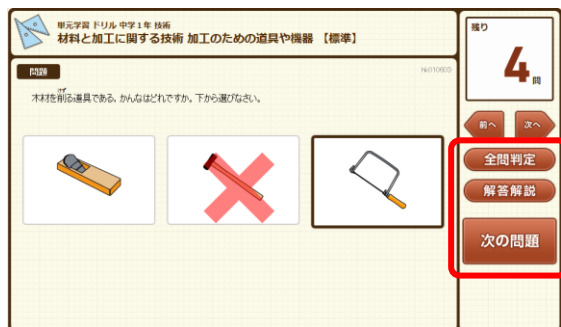 単元学習 ドリル 中学1年 技術
材料と加工に関する技術 加工のための道具や機器 【標準】
残り
4問
問題
№010603
木材を削る道具である、かんなはどれですか。下から選びなさい。
けず
前へ
次へ
全問判定
解答解説
次の問題